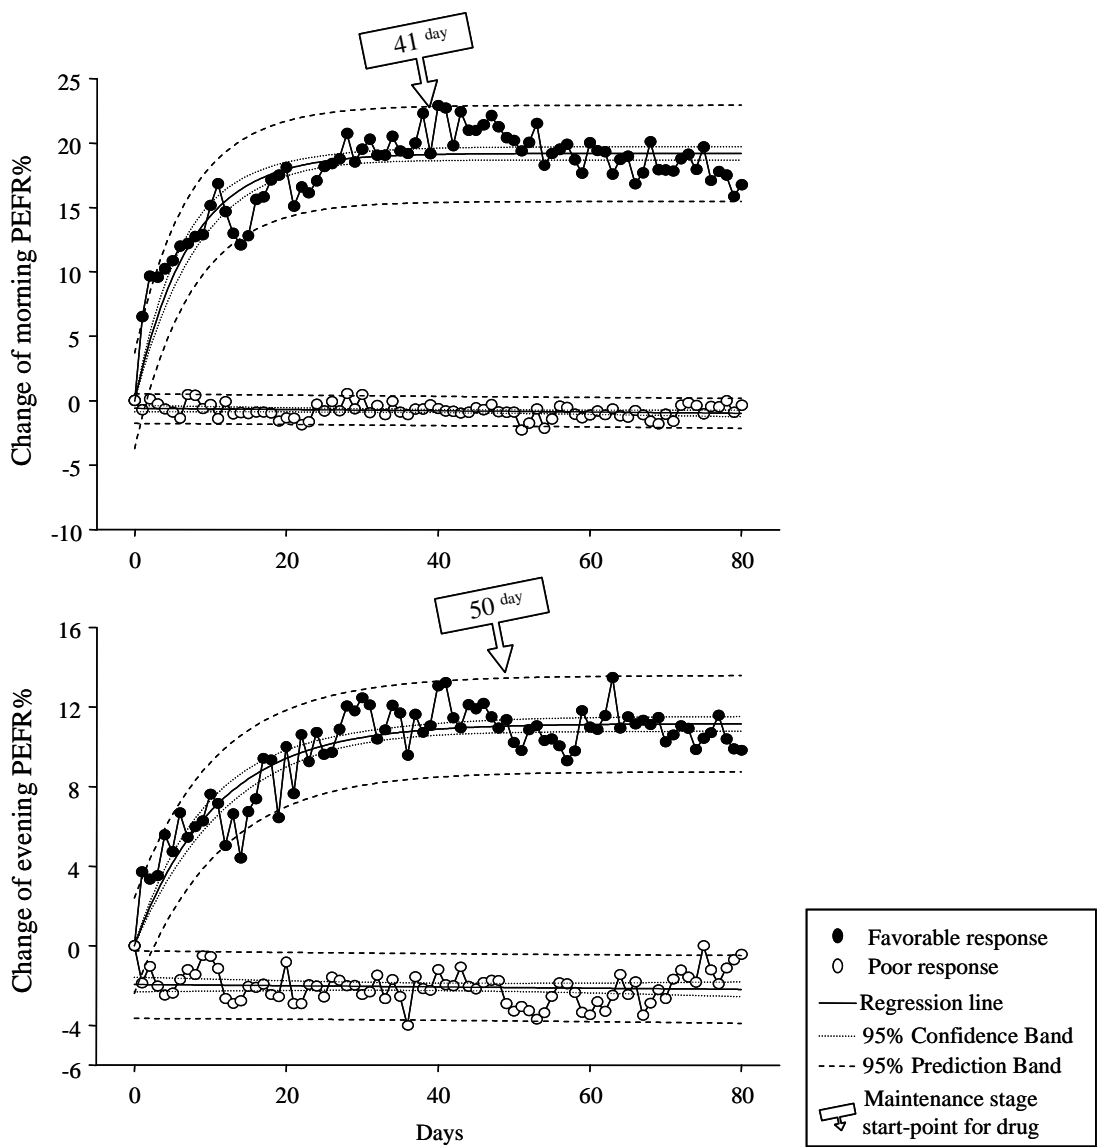 41 day
25
20
15
10
5
0
-5
-10
Change of morning PEFR%
0 20 40 60 80
50 day
16
12
8
4
0
-4
-6
Change of evening PEFR%
0 20 40 60 80
Days
Favorable response
Poor response
Regression line
95% Confidence Band
95% Prediction Band
Maintenance stage
start-point for drug